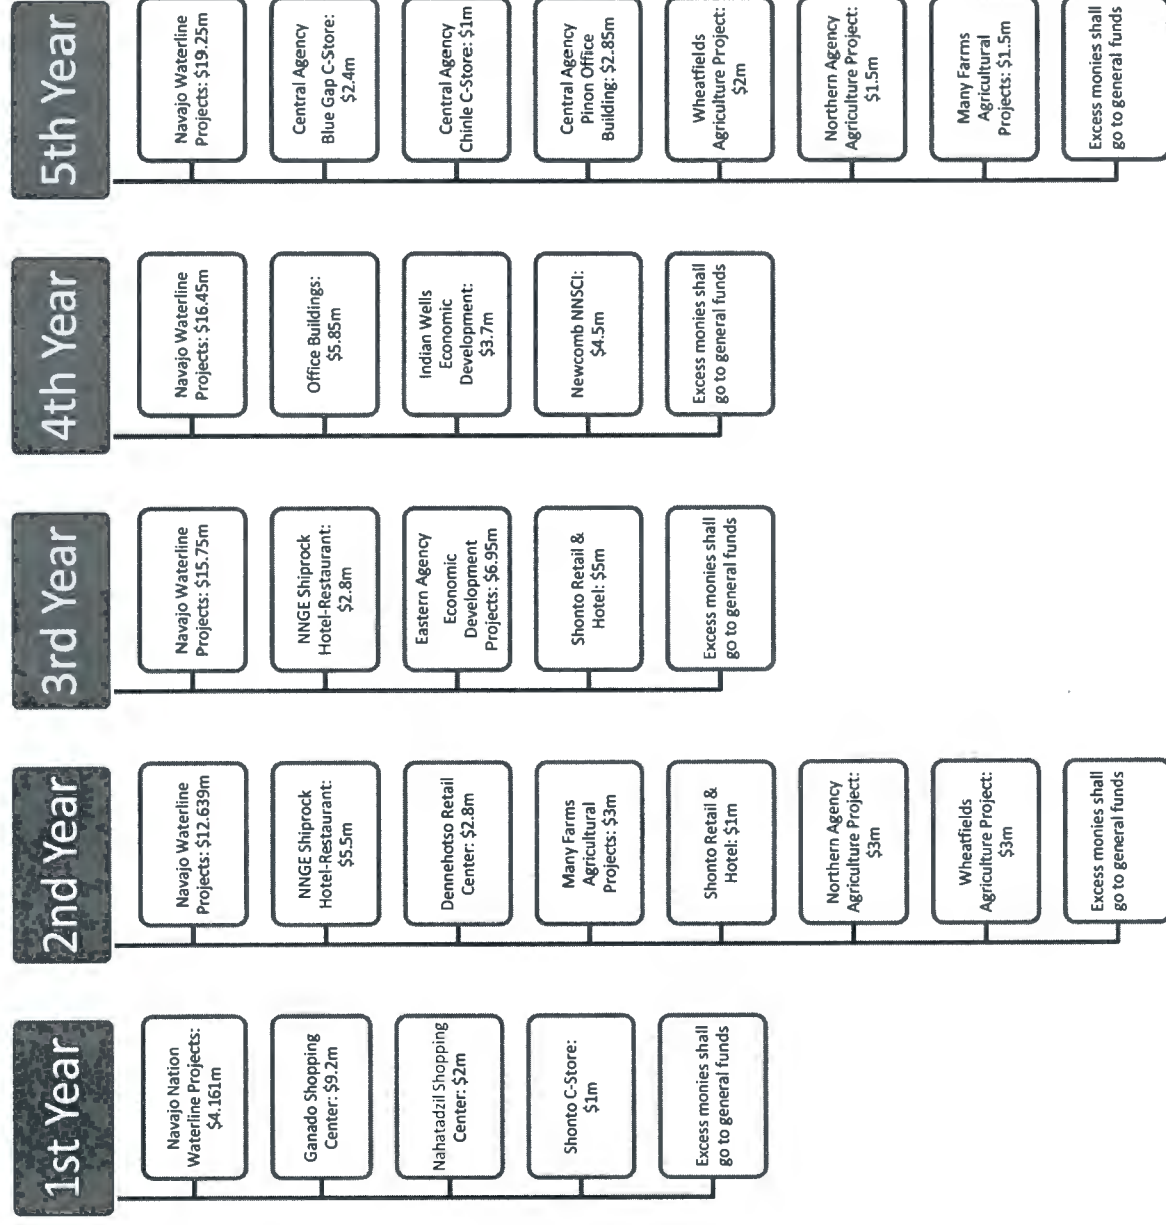 1st Year
Navajo Nation
Waterline Projects:
$4.161m
Ganado Shopping
Center: $9.2m
Nahatadzil Shopping
Center: $2m
Shonto C-Store:
$1m
Excess monies shall
go to general funds
2nd Year
Navajo Waterline
Projects: $12.639m
NNGE Shiprock
Hotel-Restaurant:
$5.5m
Dennehotso Retail
Center: $2.8m
Many Farms
Agricultural
Projects: $3m
Shonto Retail &
Hotel: $1m
Northern Agency
Agriculture Project:
$3m
Wheatfields
Agriculture Project:
$3m
Excess monies shall
go to general funds
3rd Year
Navajo Waterline
Projects: $15.75m
NNGE Shiprock
Hotel-Restaurant:
$2.8m
Eastern Agency
Economic
Development
Projects: $6.95m
Shonto Retail &
Hotel: $5m
Excess monies shall
go to general funds
4th Year
Navajo Waterline
Projects: $16.45m
Office Buildings:
$5.85m
Indian Wells
Economic
Development:
$3.7m
Newcomb NNSCI:
$4.5m
Excess monies shall
go to general funds
5th Year
Navajo Waterline
Projects: $19.25m
Central Agency
Blue Gap C-Store:
$2.4m
Central Agency
Chinle C-Store: $1m
Central Agency
Pinon Office
Building: $2.85m
Wheatfields
Agriculture Project:
$2m
Northern Agency
Agriculture Project:
$1.5m
Many Farms
Agricultural
Projects: $1.5m
Excess monies shall
go to general funds